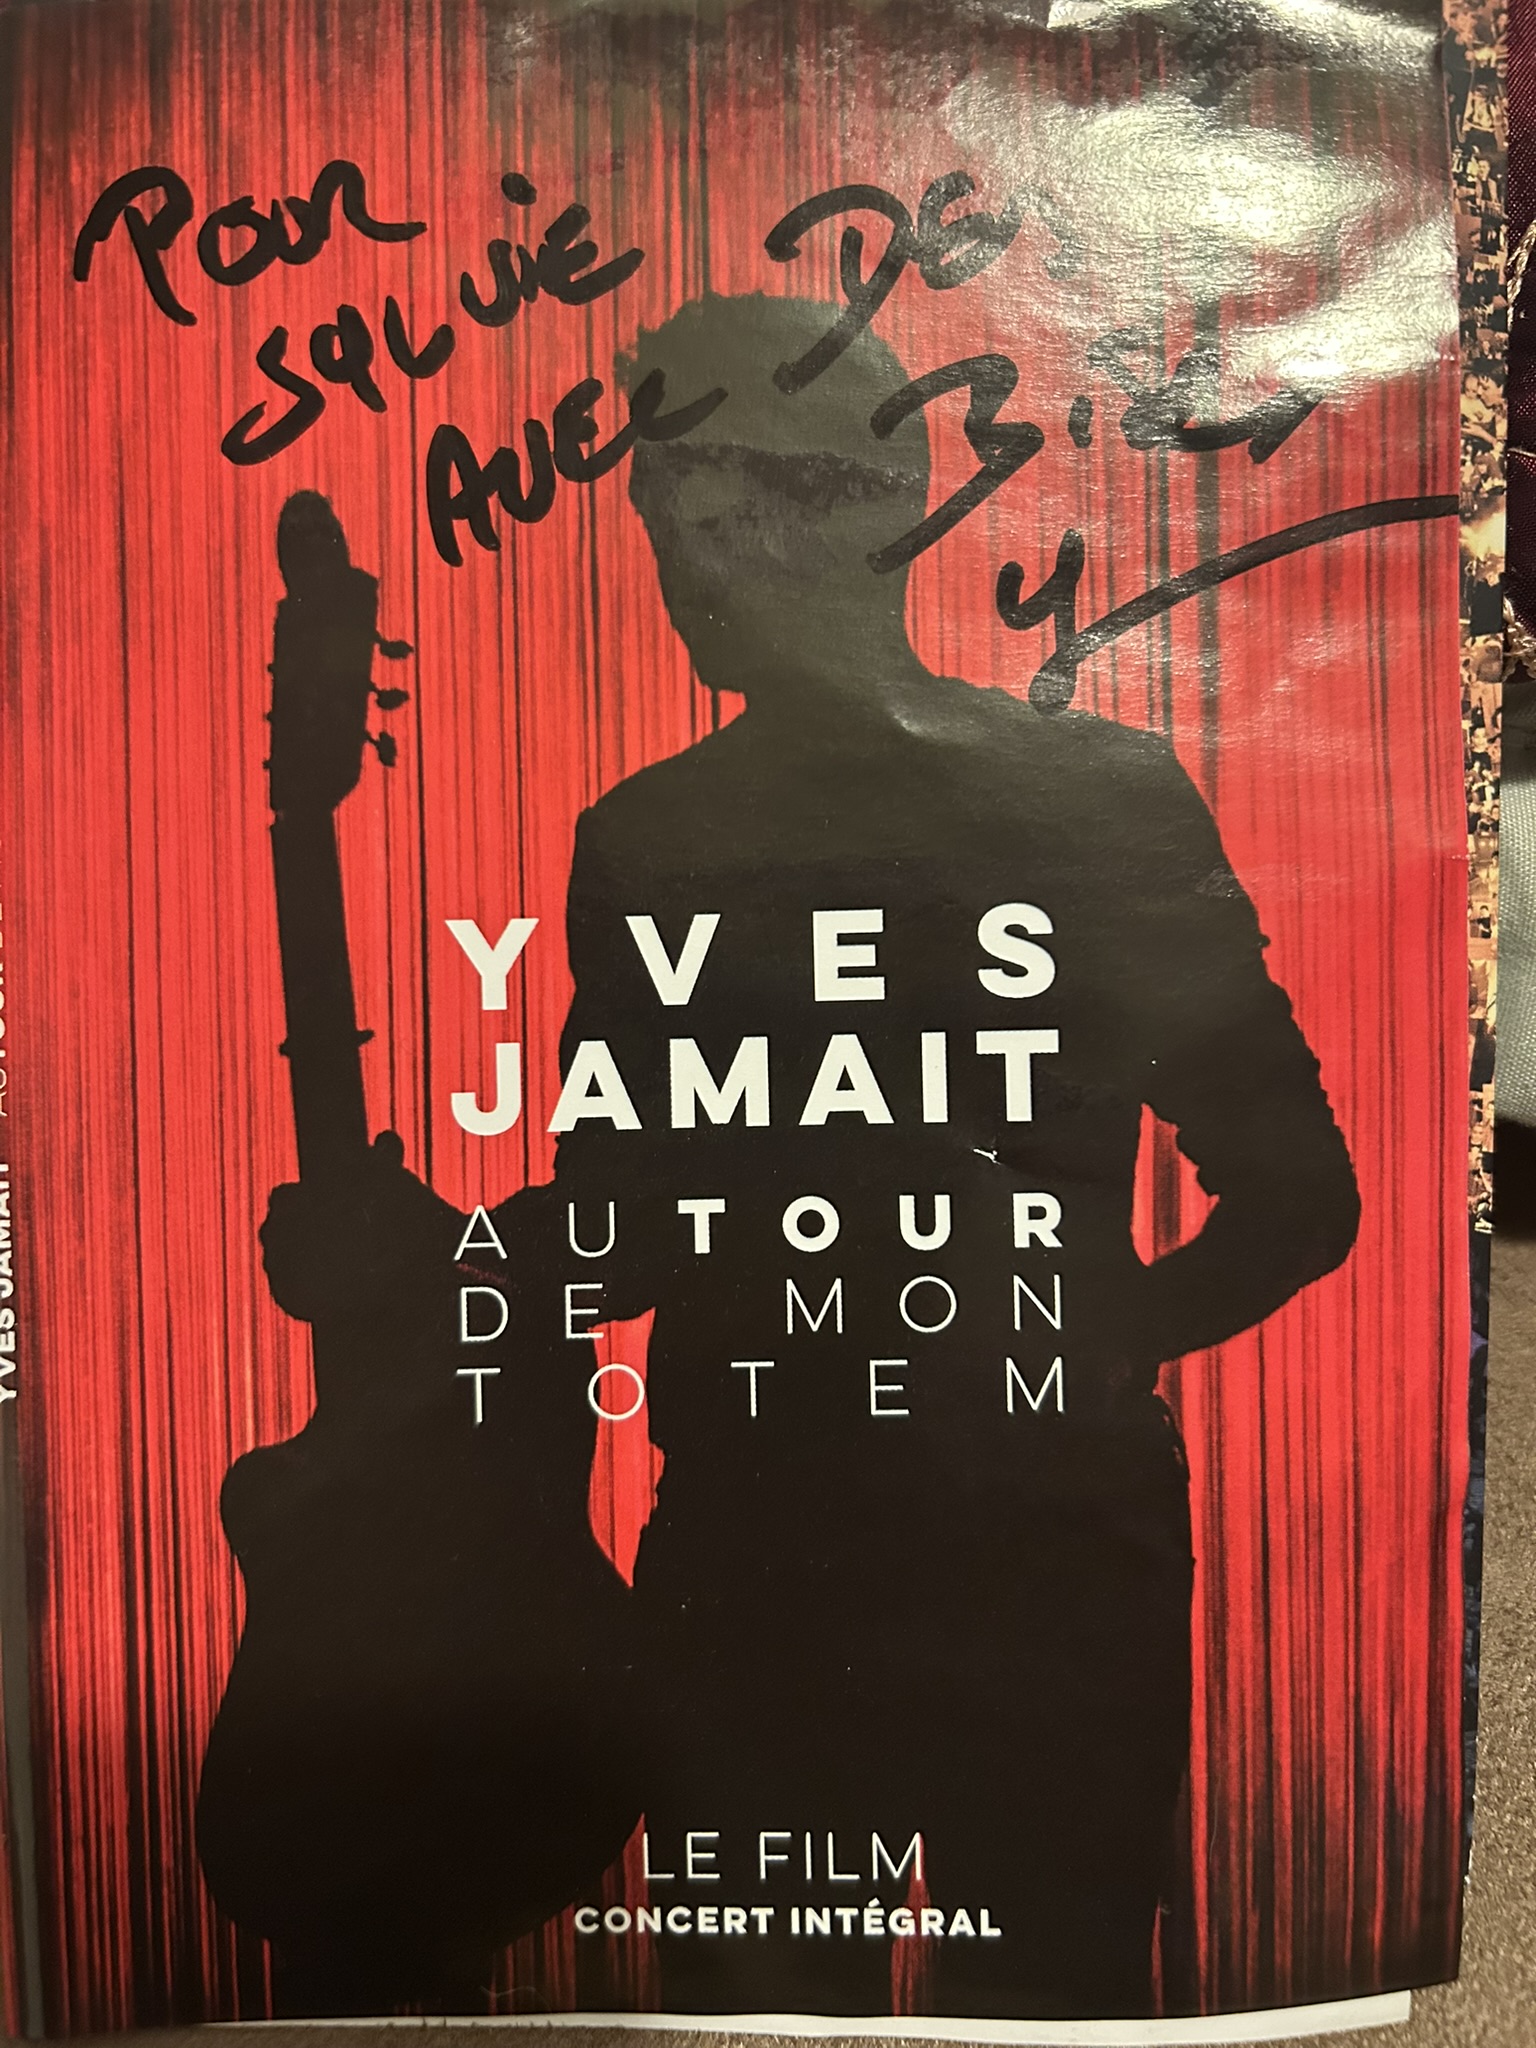 POUR
SYLVIE
AVEC
DES
BISES
Y
YVES
JAMAIT
AUTOUR
DE MON
TOTEM
LE FILM
CONCERT INTÉGRAL
YVES JAMAIT